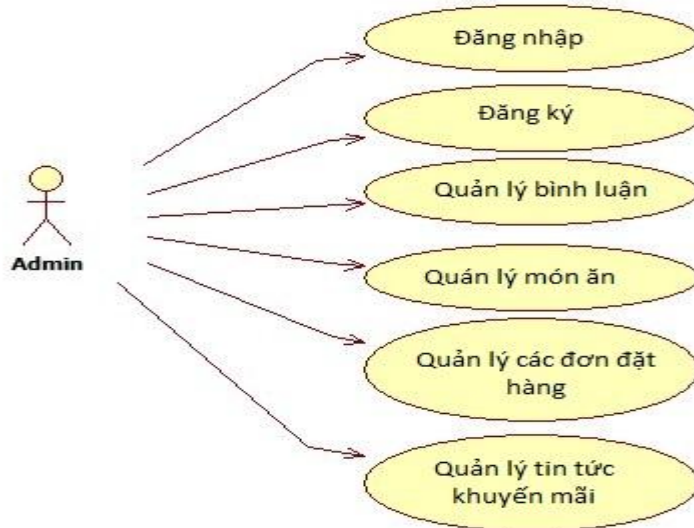 Đăng nhập
Đăng ký
Quản lý bình luận
Admin
Quán lý món ăn
Quản lý các đơn đặt
hàng
Quản lý tin tức
khuyến mãi